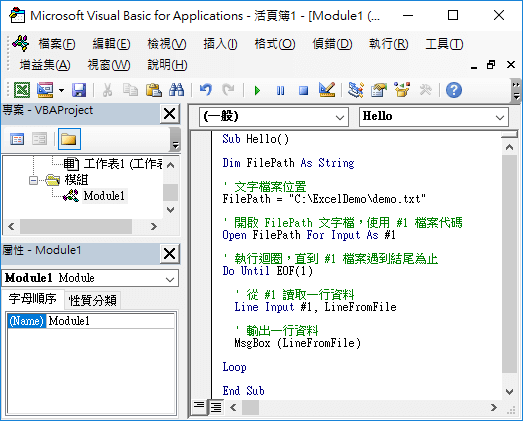 Microsoft Visual Basic for Applications - 活頁簿1 - [Module1 (...
檔案(F) 編輯(E) 檢視(V) 插入(I) 格式(O) 偵錯(D) 執行(R) 工具(T)
增益集(A) 視窗(W) 說明(H)
專案 - VBAProject
工作表1 (工作表
模組
Module1
屬性 - Module1
Module1 Module
字母順序 性質分類
(Name) Module1
(一般) Hello
Sub Hello()
Dim FilePath As String
' 文字檔案位置
FilePath = "C:\ExcelDemo\demo.txt"
' 開啟 FilePath 文字檔，使用 #1 檔案代碼
Open FilePath For Input As #1
' 執行迴圈，直到 #1 檔案遇到結尾為止
Do Until EOF(1)
' 從 #1 讀取一行資料
Line Input #1, LineFromFile
' 輸出一行資料
MsgBox (LineFromFile)
Loop
End Sub